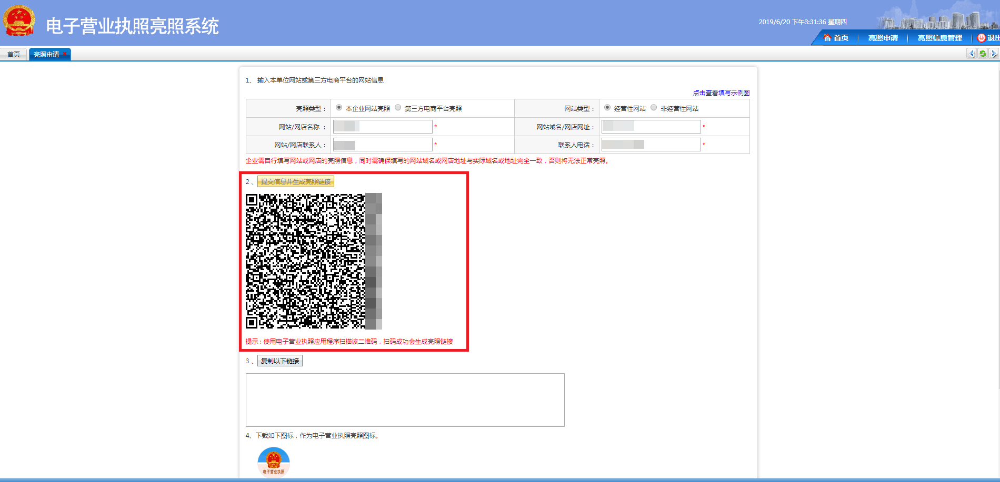 电子营业执照亮照系统
2019/6/20 下午3:31:36 星期四
首页 亮照申请 亮照信息管理 退出
首页 亮照申请
1、 输入本单位网站或第三方电商平台的网站信息
点击查看填写示例图
亮照类型： 本企业网站亮照 第三方电商平台亮照 网站类型： 经营性网站 非经营性网站
网站/网店名称 ： * 网站域名/网店网址： *
网站/网店联系人： * 联系人电话： *
企业需自行填写网站或网店的亮照信息，同时需确保填写的网站域名或网店地址与实际域名或地址完全一致，否则将无法正常亮照。
2 、 提交信息并生成亮照链接
提示：使用电子营业执照应用程序扫描该二维码，扫码成功会生成亮照链接
3 、 复制以下链接
4、下载如下图标，作为电子营业执照亮照图标。
电子营业执照